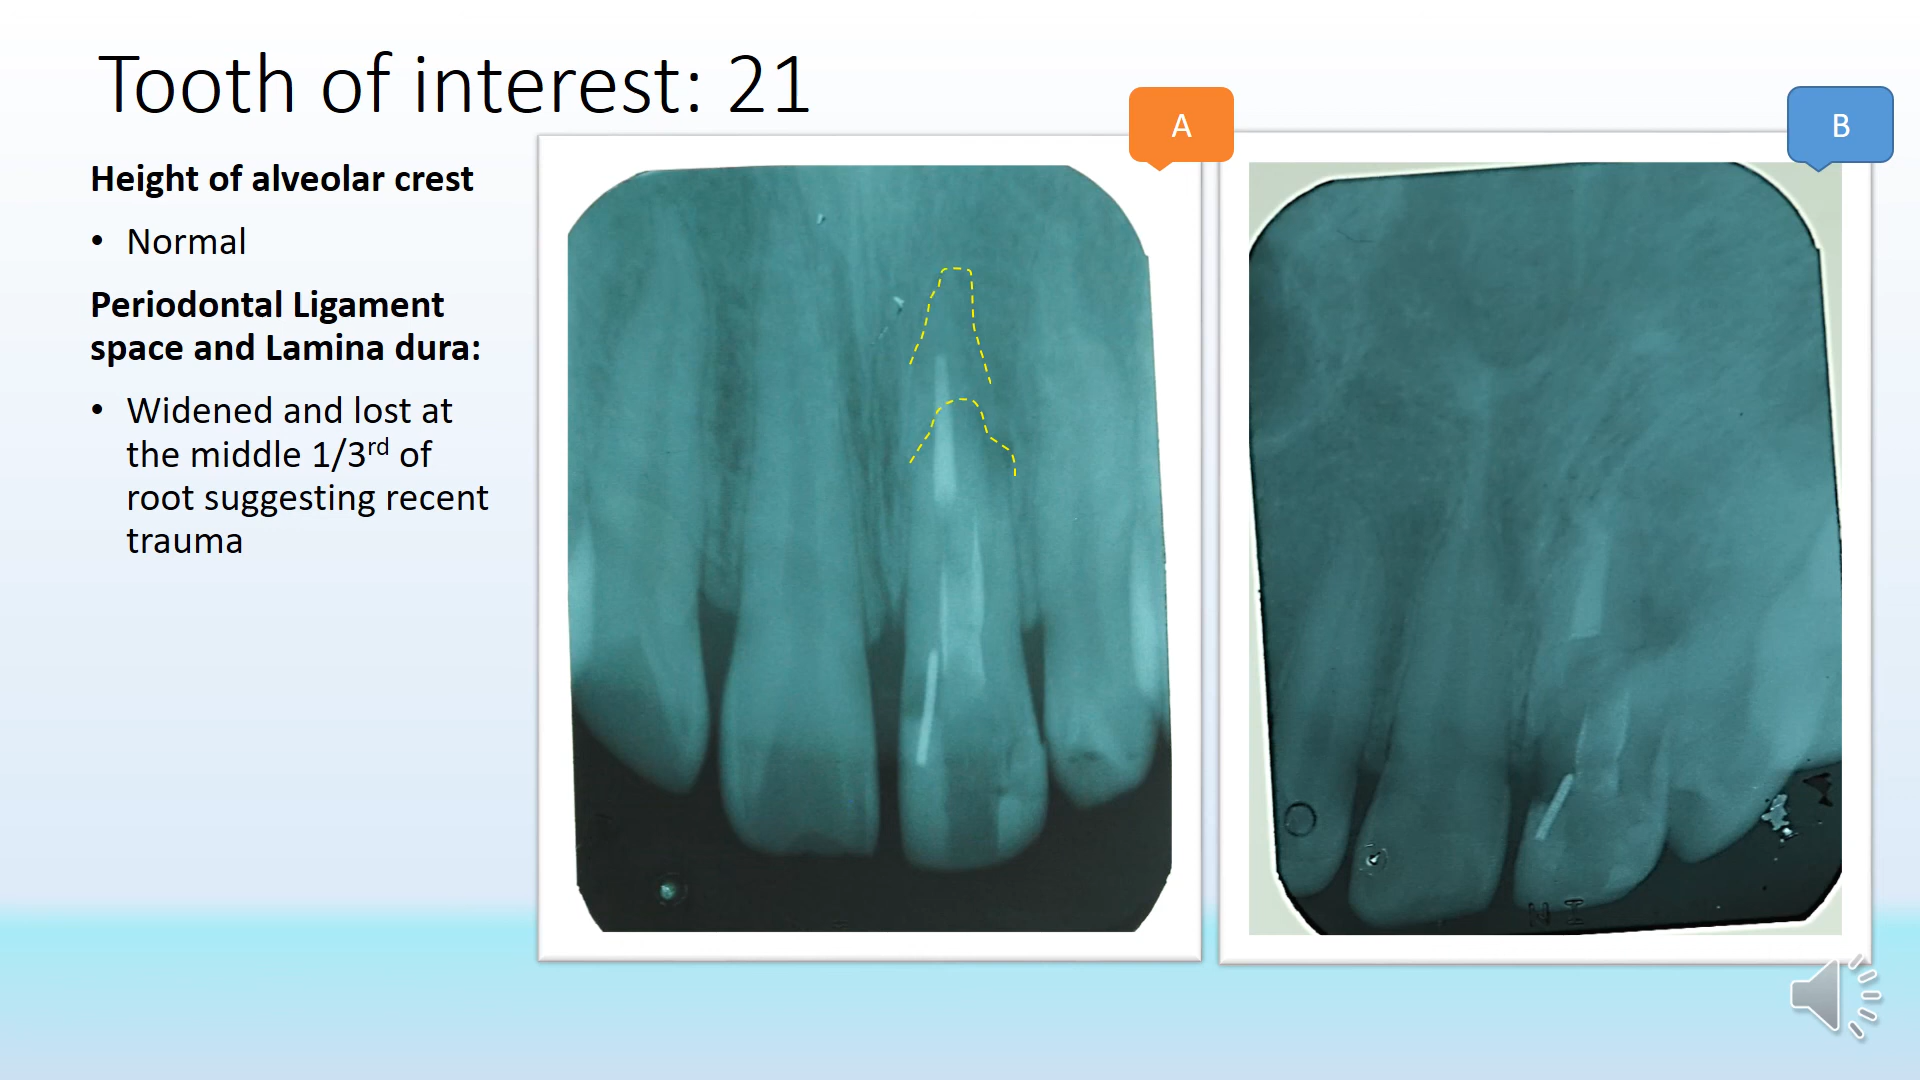 Tooth of interest: 21
A
B
Height of alveolar crest
• Normal
Periodontal Ligament
space and Lamina dura:
• Widened and lost at
the middle 1/3rd of
root suggesting recent
trauma